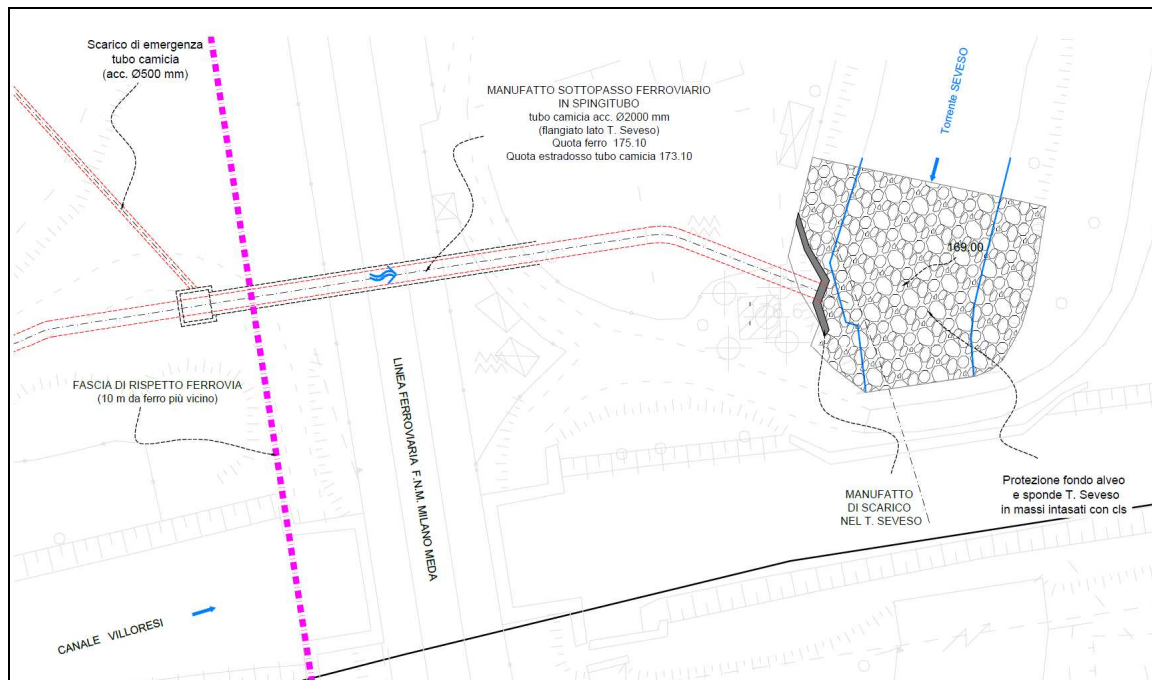 Scarico di emergenza
tubo camicia
(acc. Ø500 mm)
MANUFATTO SOTTOPASSO FERROVIARIO
IN SPINGITUBO
tubo camicia acc. Ø2000 mm
(flangiato lato T. Seveso)
Quota ferro 175.10
Quota estradosso tubo camicia 173.10
Torrente SEVESO
169.00
FASCIA DI RISPETTO FERROVIA
(10 m da ferro più vicino)
LINEA FERROVIARIA F.N.M. MILANO MEDA
MANUFATTO
DI SCARICO
NEL T. SEVESO
Protezione fondo alveo
e sponde T. Seveso
in massi intasati con cls
CANALE VILLORESI